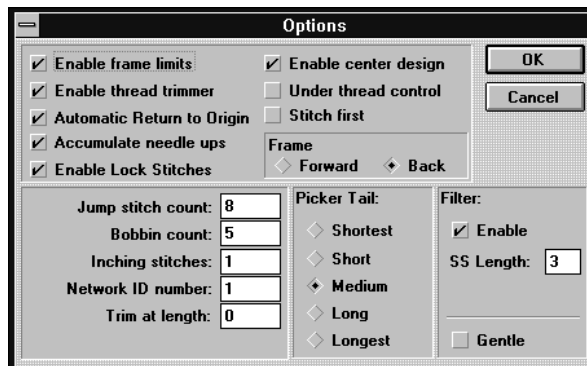 Options
Enable frame limits
Enable thread trimmer
Automatic Return to Origin
Accumulate needle ups
Enable Lock Stitches
Enable center design
Under thread control
Stitch first
Frame
Forward Back
OK
Cancel
Jump stitch count: 8
Bobbin count: 5
Inching stitches: 1
Network ID number: 1
Trim at length: 0
Picker Tail:
Shortest
Short
Medium
Long
Longest
Filter:
Enable
SS Length: 3
Gentle